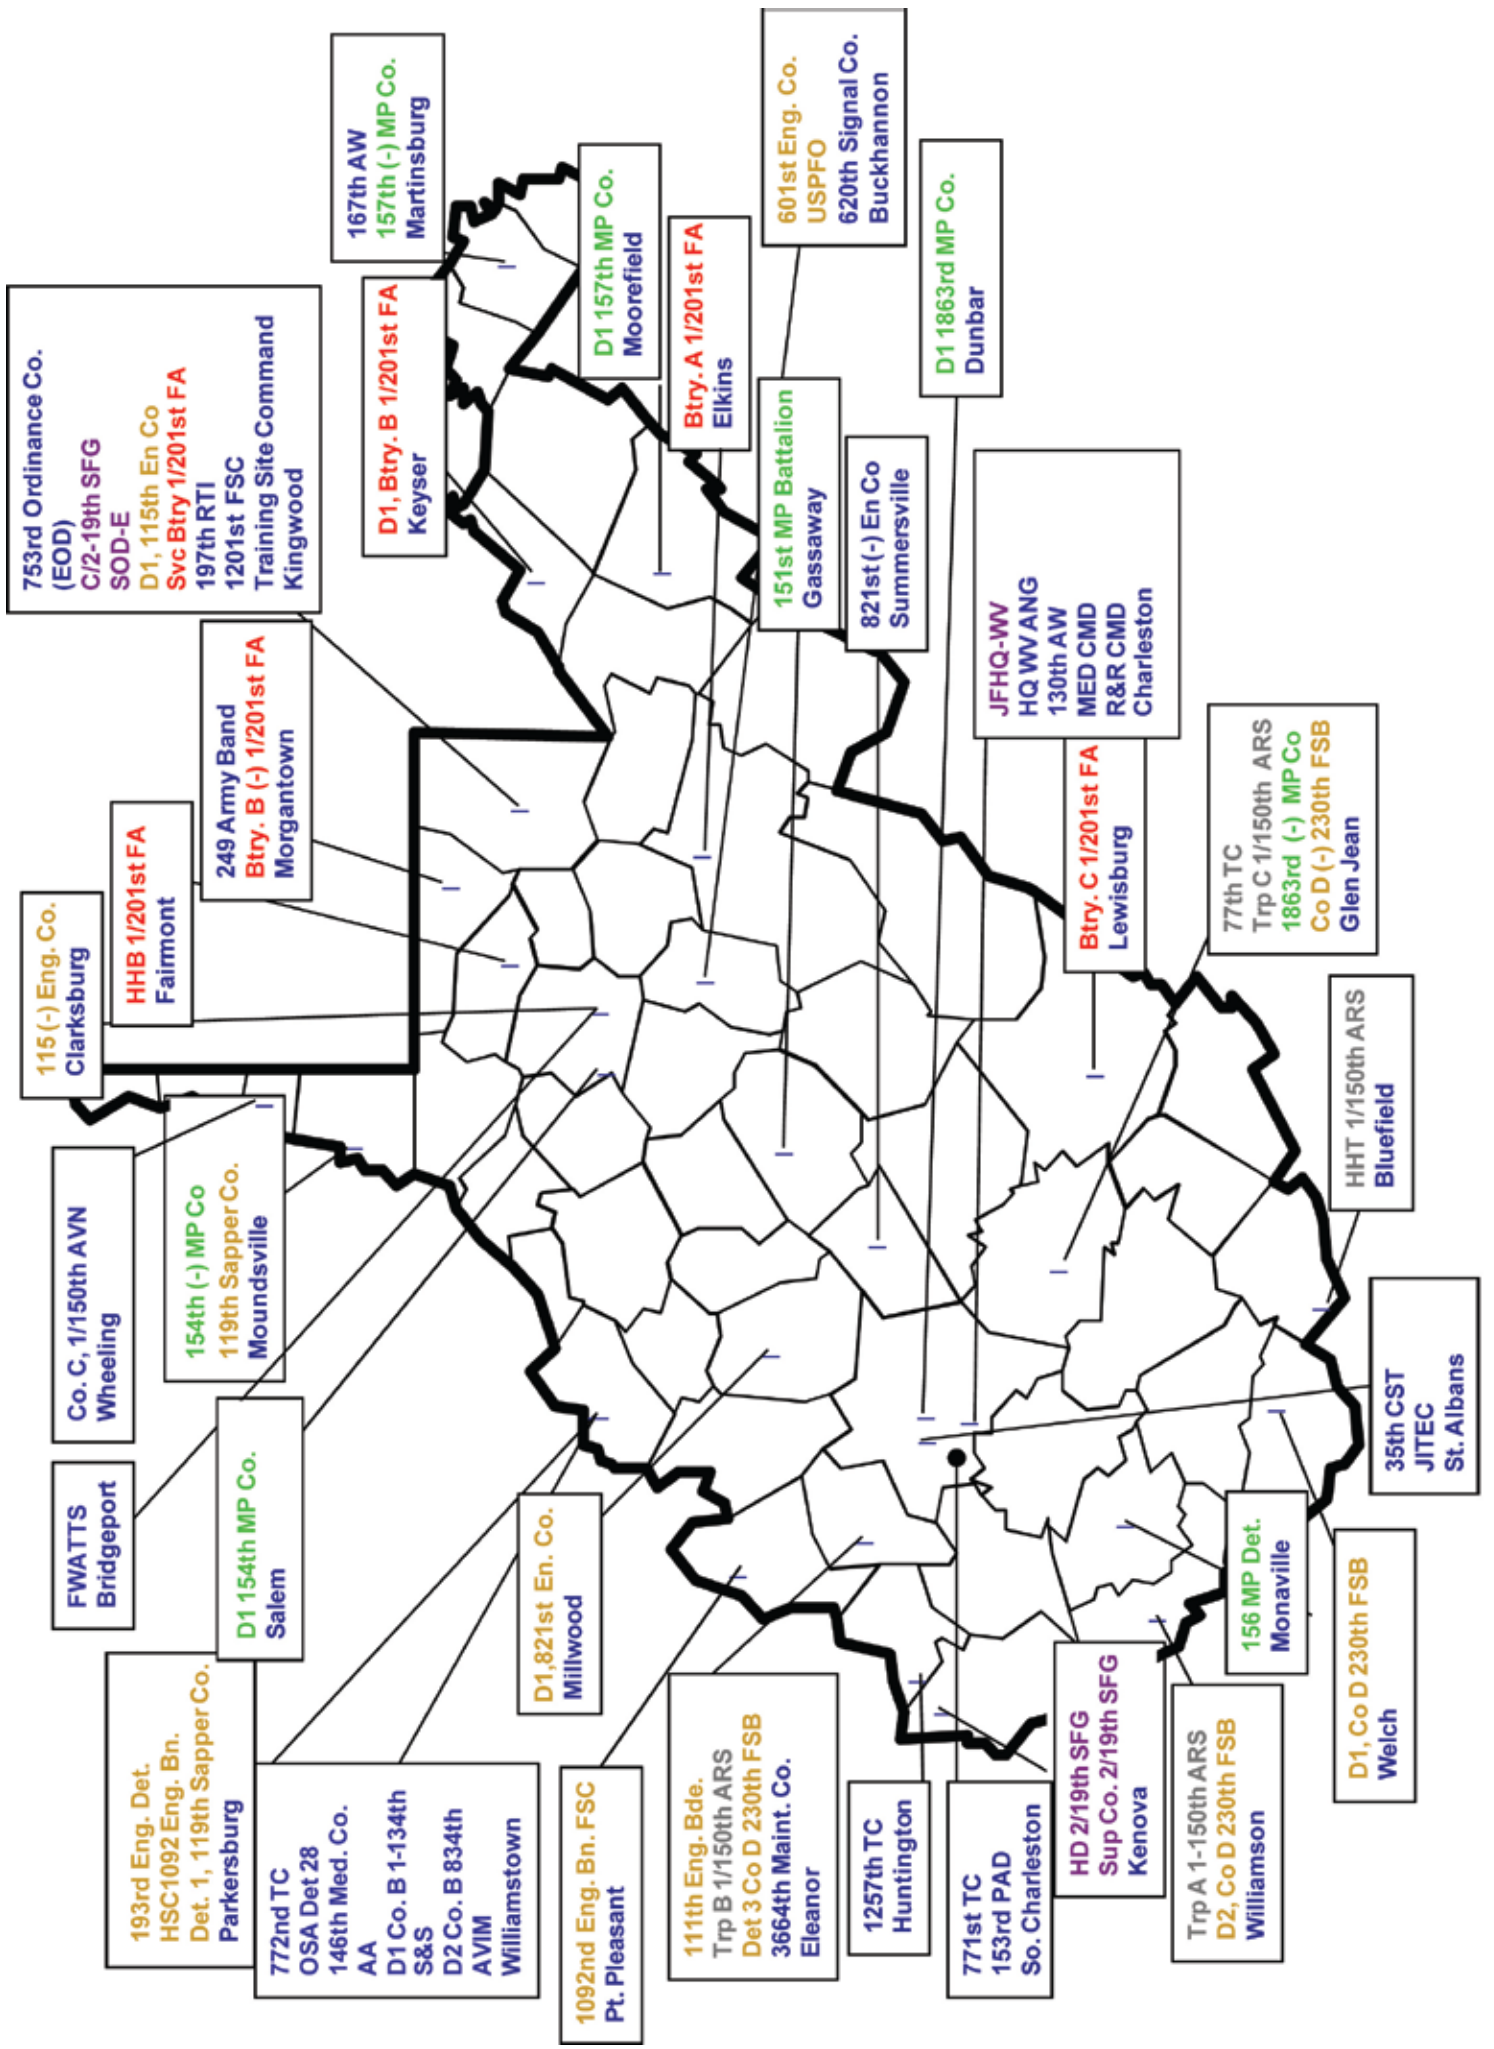 115 (-) Eng. Co.
Clarksburg
HHB 1/201st FA
Fairmont
249 Army Band
Btry. B (-) 1/201st FA
Morgantown
753rd Ordinance Co.
(EOD)
C/2-19th SFG
SOD-E
D1, 115th En Co
Svc Btry 1/201st FA
197th RTI
1201st FSC
Training Site Command
Kingwood
D1, Btry. B 1/201st FA
Keyser
167th AW
157th (-) MP Co.
Martinsburg
D1 157th MP Co.
Moorefield
Btry. A 1/201st FA
Elkins
601st Eng. Co.
USPFO
620th Signal Co.
Buckhannon
151st MP Battalion
Gassaway
821st (-) En Co
Summersville
D1 1863rd MP Co.
Dunbar
JFHQ-WV
HQ WV ANG
130th AW
MED CMD
R&R CMD
Charleston
Btry. C 1/201st FA
Lewisburg
77th TC
Trp C 1/150th ARS
1863rd (-) MP Co
Co D (-) 230th FSB
Glen Jean
HHT 1/150th ARS
Bluefield
35th CST
JITEC
St. Albans
D1, Co D 230th FSB
Welch
156 MP Det.
Monaville
Trp A 1-150th ARS
D2, Co D 230th FSB
Williamson
HD 2/19th SFG
Sup Co. 2/19th SFG
Kenova
771st TC
153rd PAD
So. Charleston
1257th TC
Huntington
111th Eng. Bde.
Trp B 1/150th ARS
Det 3 Co D 230th FSB
3664th Maint. Co.
Eleanor
1092nd Eng. Bn. FSC
Pt. Pleasant
D1,821st En. Co.
Millwood
772nd TC
OSA Det 28
146th Med. Co.
AA
D1 Co. B 1-134th
S&S
D2 Co. B 834th
AVIM
Williamstown
193rd Eng. Det.
HSC1092 Eng. Bn.
Det. 1, 119th Sapper Co.
Parkersburg
D1 154th MP Co.
Salem
FWATTS
Bridgeport
154th (-) MP Co
119th Sapper Co.
Moundsville
Co. C, 1/150th AVN
Wheeling